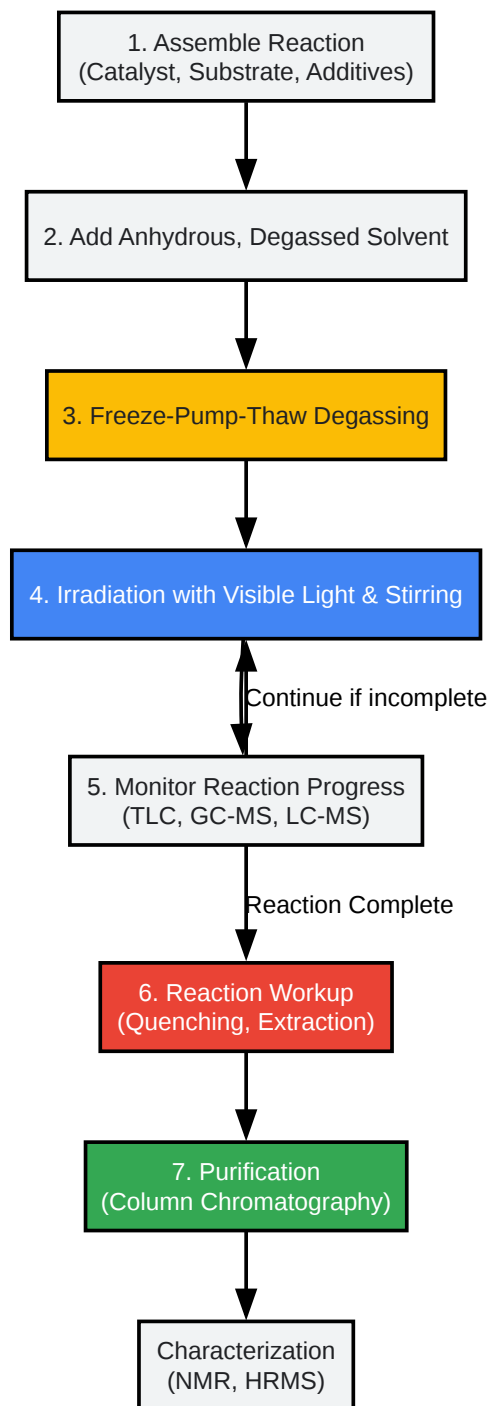 1. Assemble Reaction
(Catalyst, Substrate, Additives)
2. Add Anhydrous, Degassed Solvent
3. Freeze-Pump-Thaw Degassing
4. Irradiation with Visible Light & Stirring
Continue if incomplete
5. Monitor Reaction Progress
(TLC, GC-MS, LC-MS)
Reaction Complete
6. Reaction Workup
(Quenching, Extraction)
7. Purification
(Column Chromatography)
Characterization
(NMR, HRMS)